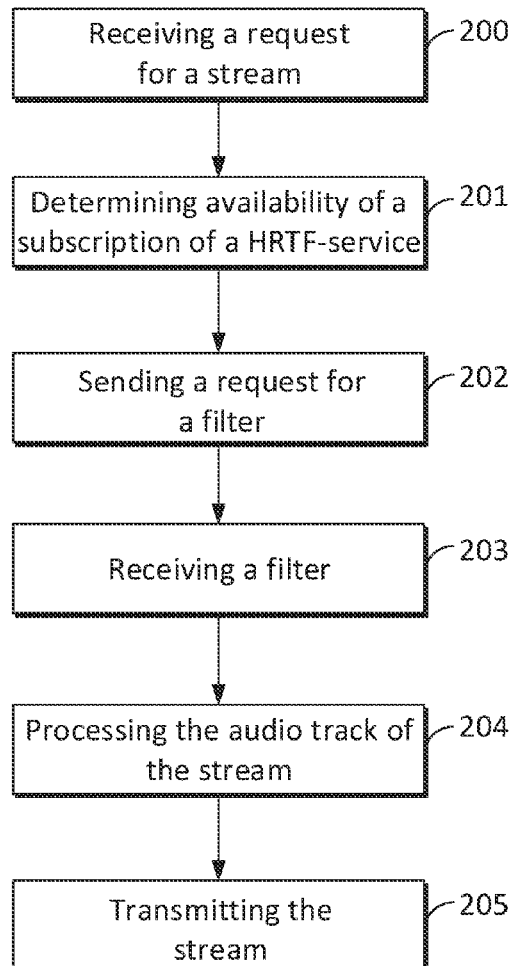 Receiving a request
for a stream
200
Determining availability of a
subscription of a HRTF-service
201
Sending a request for
a filter
202
Receiving a filter
203
Processing the audio track of
the stream
204
Transmitting the
stream
205